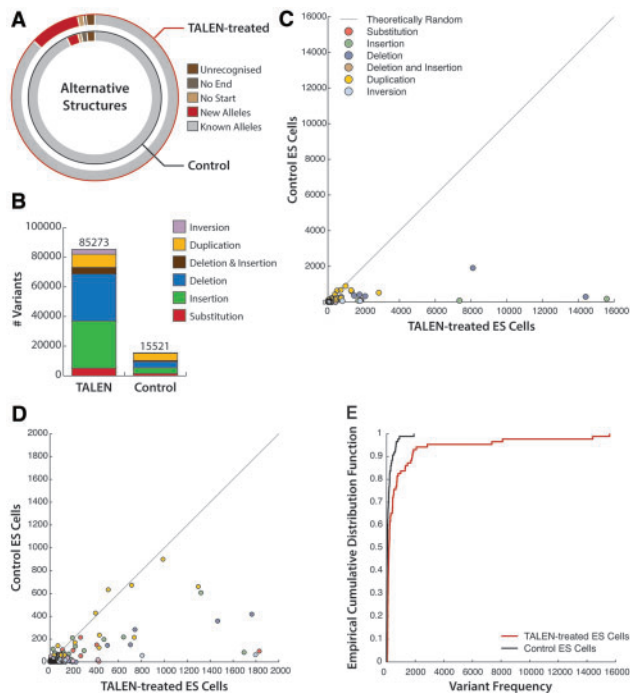 A
TALEN-treated
Alternative
Structures
Unrecognised
No End
No Start
New Alleles
Known Alleles
Control
B
100000
80000
60000
40000
20000
0
# Variants
85273
15521
TALEN
Control
Inversion
Duplication
Deletion & Insertion
Deletion
Insertion
Substitution
C
Theoretically Random
Substitution
Insertion
Deletion
Deletion and Insertion
Duplication
Inversion
Control ES Cells
16000
14000
12000
10000
8000
6000
4000
2000
0
0 2000 4000 6000 8000 10000 12000 14000 16000
TALEN-treated ES Cells
D
Control ES Cells
2000
1800
1600
1400
1200
1000
800
600
400
200
0
0 200 400 600 800 1000 1200 1400 1600 1800 2000
TALEN-treated ES Cells
E
Empirical Cumulative Distribution Function
1
0.9
0.8
0.7
0.6
0.5
0.4
0.3
0.2
0.1
0
TALEN-treated ES Cells
Control ES Cells
0 2000 4000 6000 8000 10000 12000 14000 16000
Variant Frequency